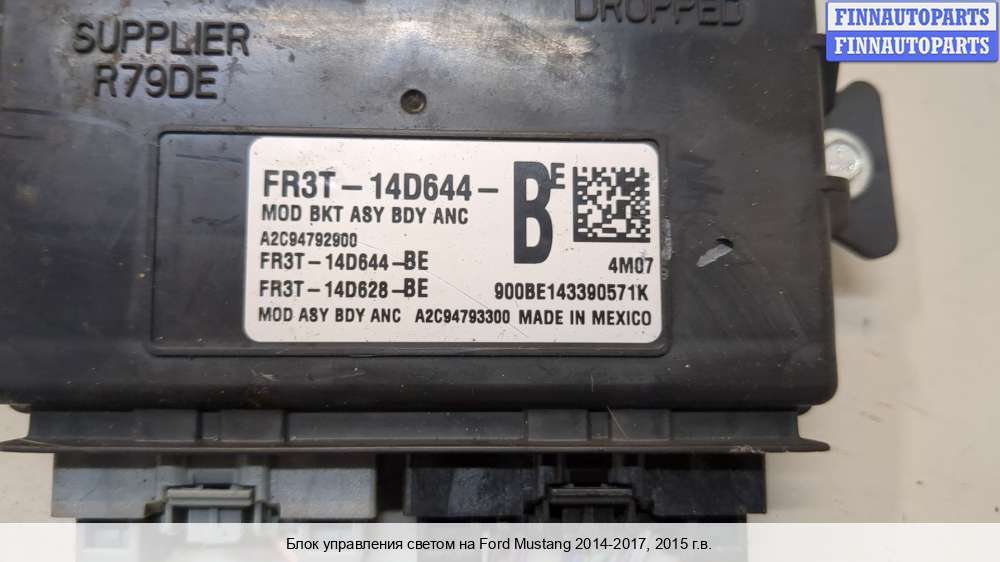 DROPPED
SUPPLIER
R79DE
FINNAUTOPARTS
FINNAUTOPARTS
FR3T-14D644- BE
MOD BKT ASY BDY ANC
A2C94792900
FR3T-14D644-BE 4M07
FR3T-14D628-BE 900BE143390571K
MOD ASY BDY ANC A2C94793300 MADE IN MEXICO
Блок управления светом на Ford Mustang 2014-2017, 2015 г.в.